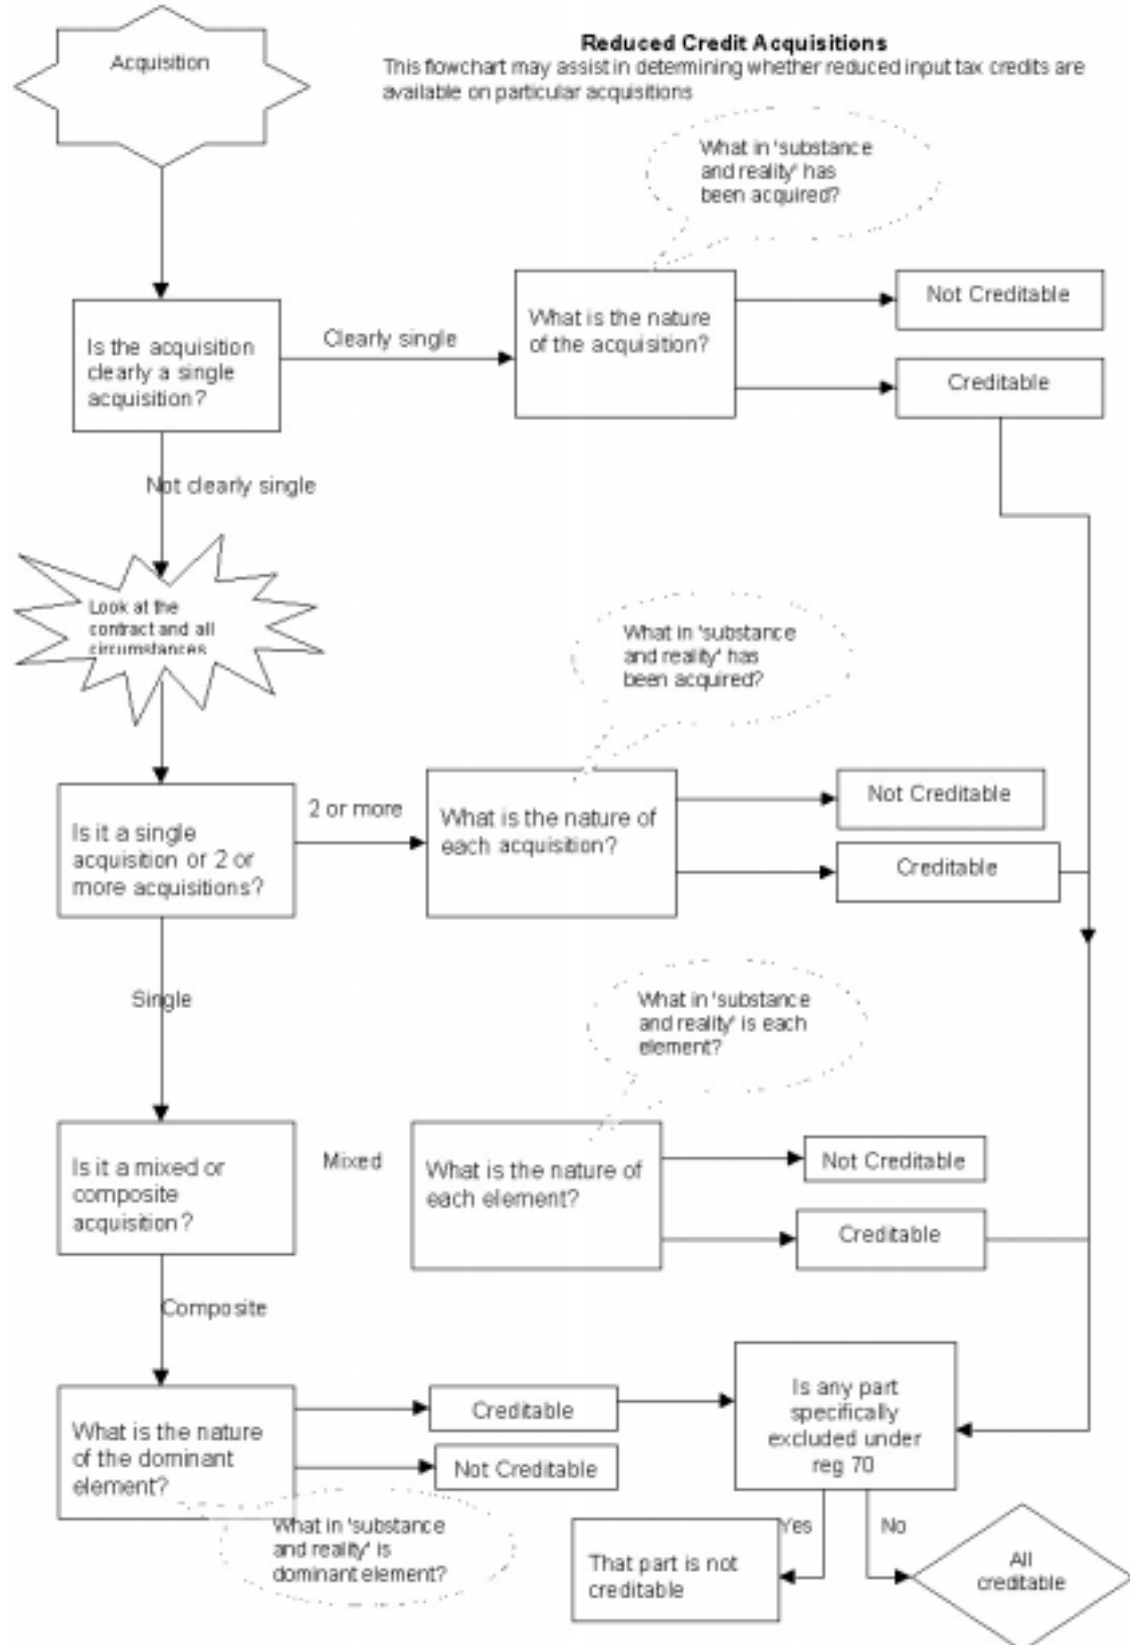 Acquisition
Reduced Credit Acquisitions
This flowchart may assist in determining whether reduced input tax credits are
available on particular acquisitions
What in 'substance
and reality' has
been acquired?
Is the acquisition
clearly a single
acquisition?
Clearly single
What is the nature
of the acquisition?
Not Creditable
Creditable
Not clearly single
Look at the
contract and all
circumstances
What in 'substance
and reality' has
been acquired?
Is it a single
acquisition or 2 or
more acquisitions?
2 or more
What is the nature of
each acquisition?
Not Creditable
Creditable
Single
What in 'substance
and reality' is each
element?
Is it a mixed or
composite
acquisition?
Mixed
What is the nature of
each element?
Not Creditable
Creditable
Composite
What is the nature
of the dominant
element?
Creditable
Not Creditable
What in 'substance
and reality' is
dominant element?
Is any part
specifically
excluded under
reg 70
Yes
No
That part is not
creditable
All
creditable